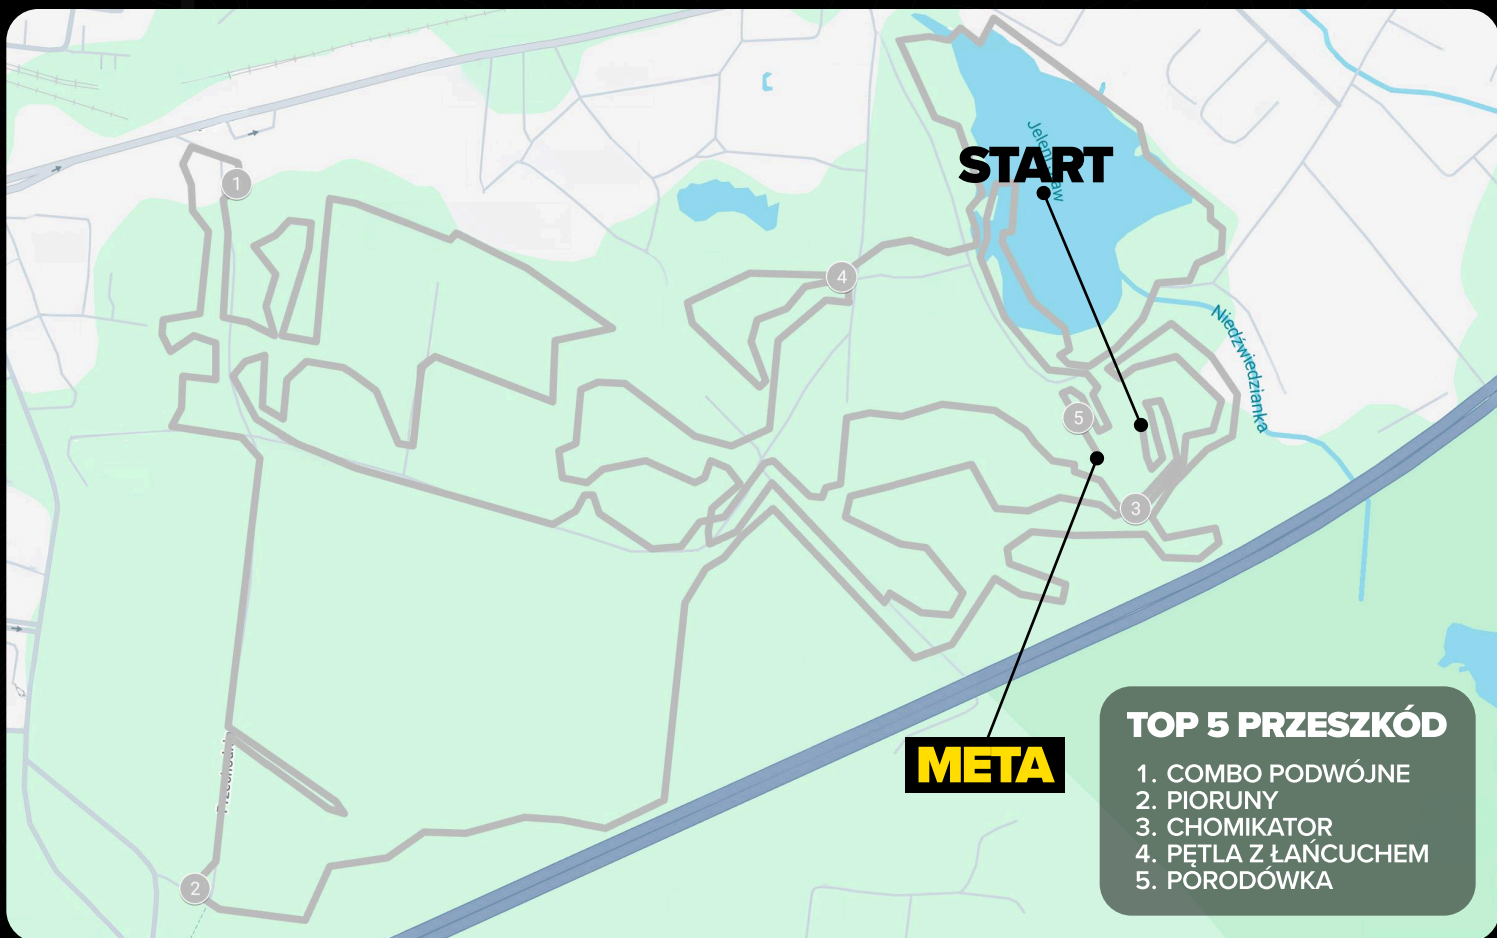 1
4
START
Niedźwiedzianka
5
3
META
2
TOP 5 PRZESZKÓD
1. COMBO PODWÓJNE
2. PIORUNY
3. CHOMIKATOR
4. PĘTLA Z ŁAŃCUCHEM
5. PORODÓWKA